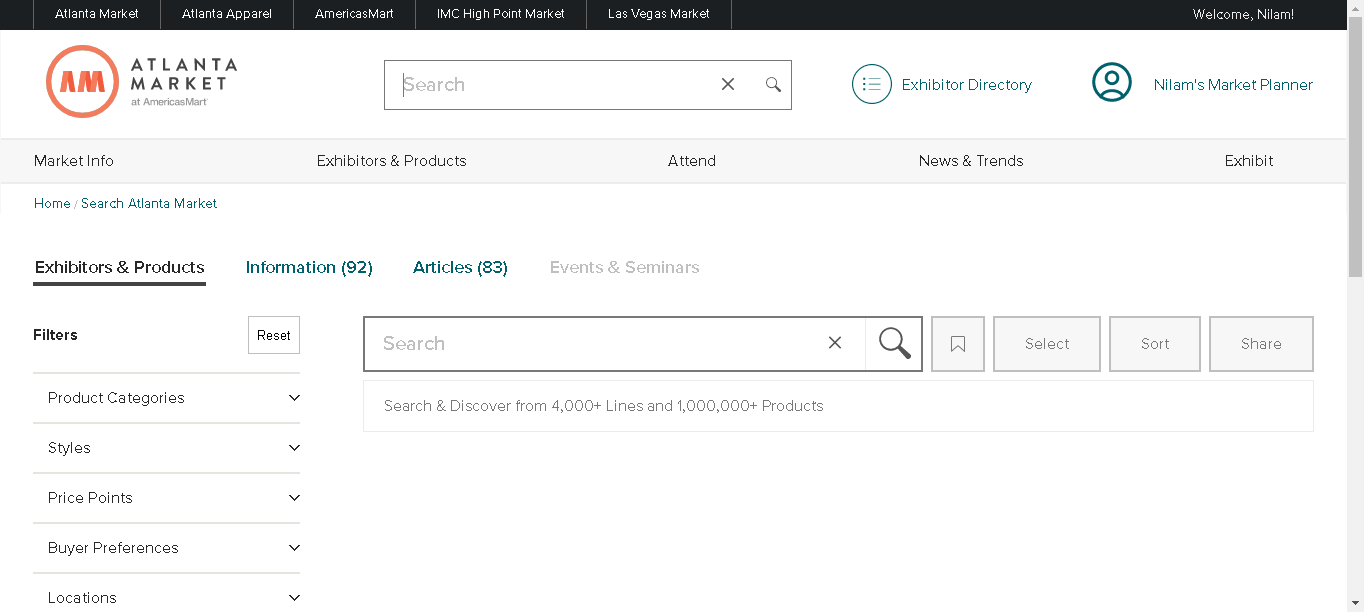 Atlanta Market Atlanta Apparel AmericasMart IMC High Point Market Las Vegas Market Welcome, Nilam!
AM ATLANTA
MARKET
at AmericasMart
Search
Exhibitor Directory
Nilam's Market Planner
Market Info Exhibitors & Products Attend News & Trends Exhibit
Home / Search Atlanta Market
Exhibitors & Products Information (92) Articles (83) Events & Seminars
Filters Reset
Search Select Sort Share
Product Categories
Search & Discover from 4,000+ Lines and 1,000,000+ Products
Styles
Price Points
Buyer Preferences
Locations